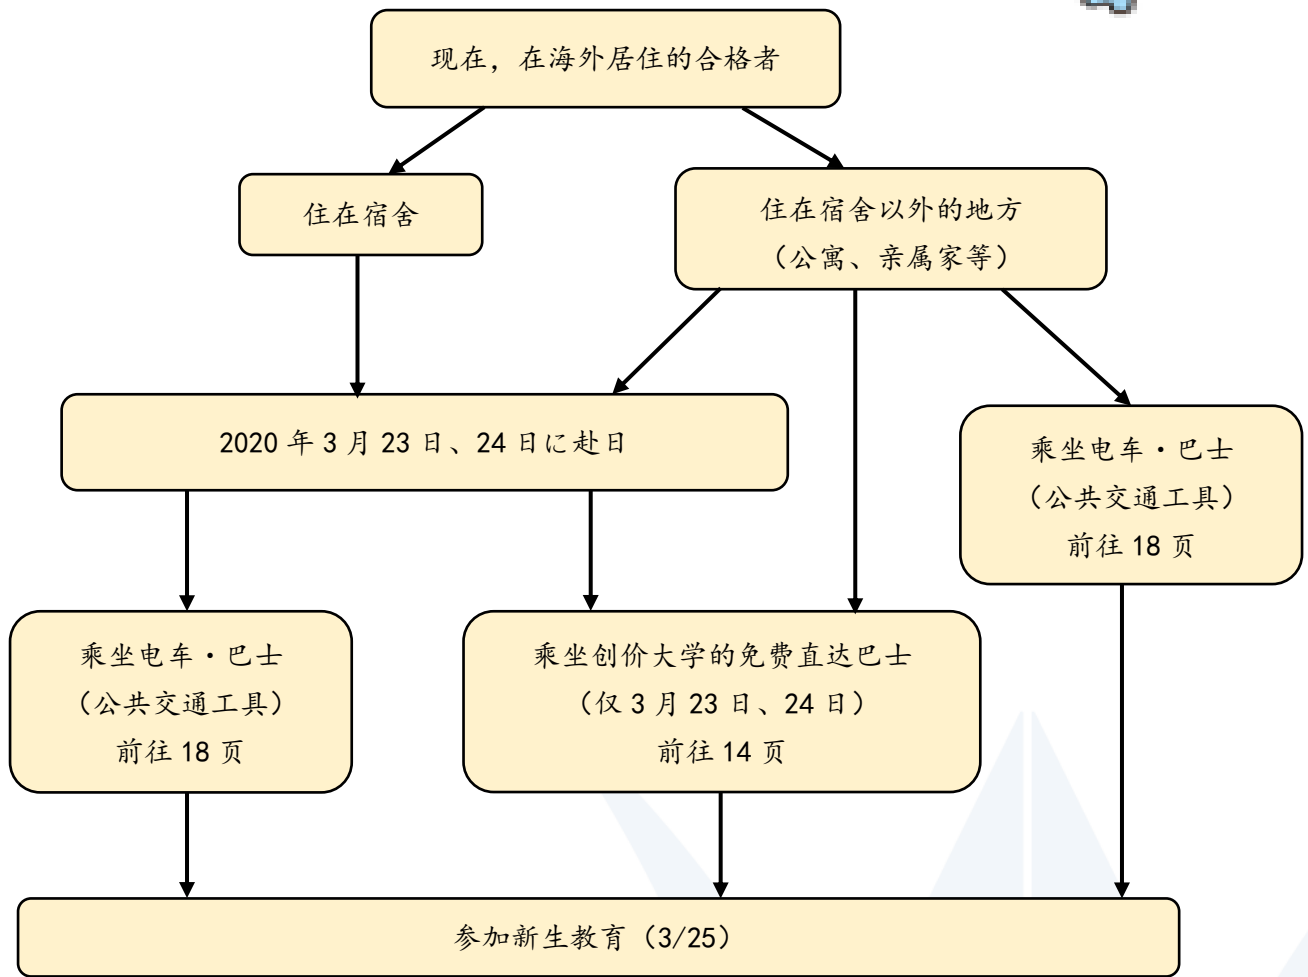 现在，在海外居住的合格者
住在宿舍
住在宿舍以外的地方
（公寓、亲属家等）
2020 年 3 月 23 日、24 日に赴日
乘坐电车・巴士
（公共交通工具）
前往 18 页
乘坐电车・巴士
（公共交通工具）
前往 18 页
乘坐创价大学的免费直达巴士
（仅 3 月 23 日、24 日）
前往 14 页
参加新生教育（3/25）